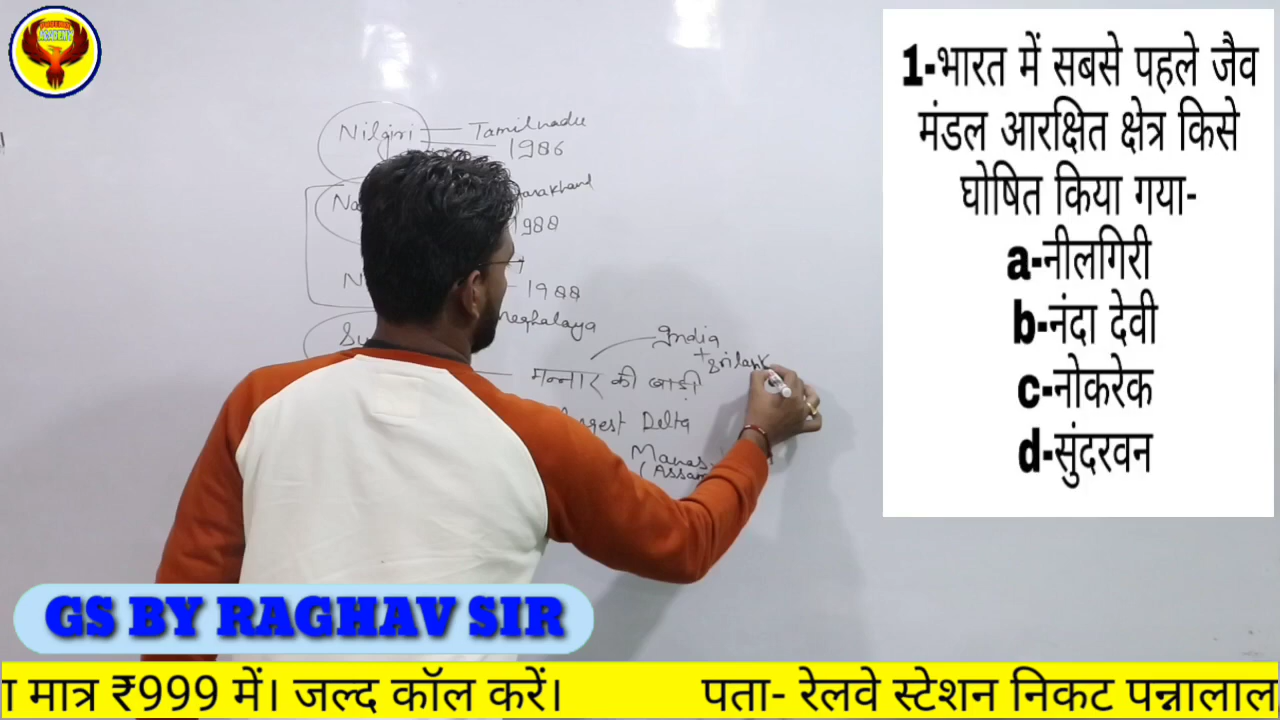 ACADEMY
Nilgiri — Tamilnadu
1986
1988
1988
meghalaya
India
+ Srilank
मन्नार की खाड़ी
Delta
Manas
(Assam
1-भारत में सबसे पहले जैव
मंडल आरक्षित क्षेत्र किसे
घोषित किया गया-
a-नीलगिरी
b-नंदा देवी
c-नोकरेक
d-सुंदरवन
GS BY RAGHAV SIR
मात्र ₹999 में। जल्द कॉल करें। पता- रेलवे स्टेशन निकट पन्नालाल